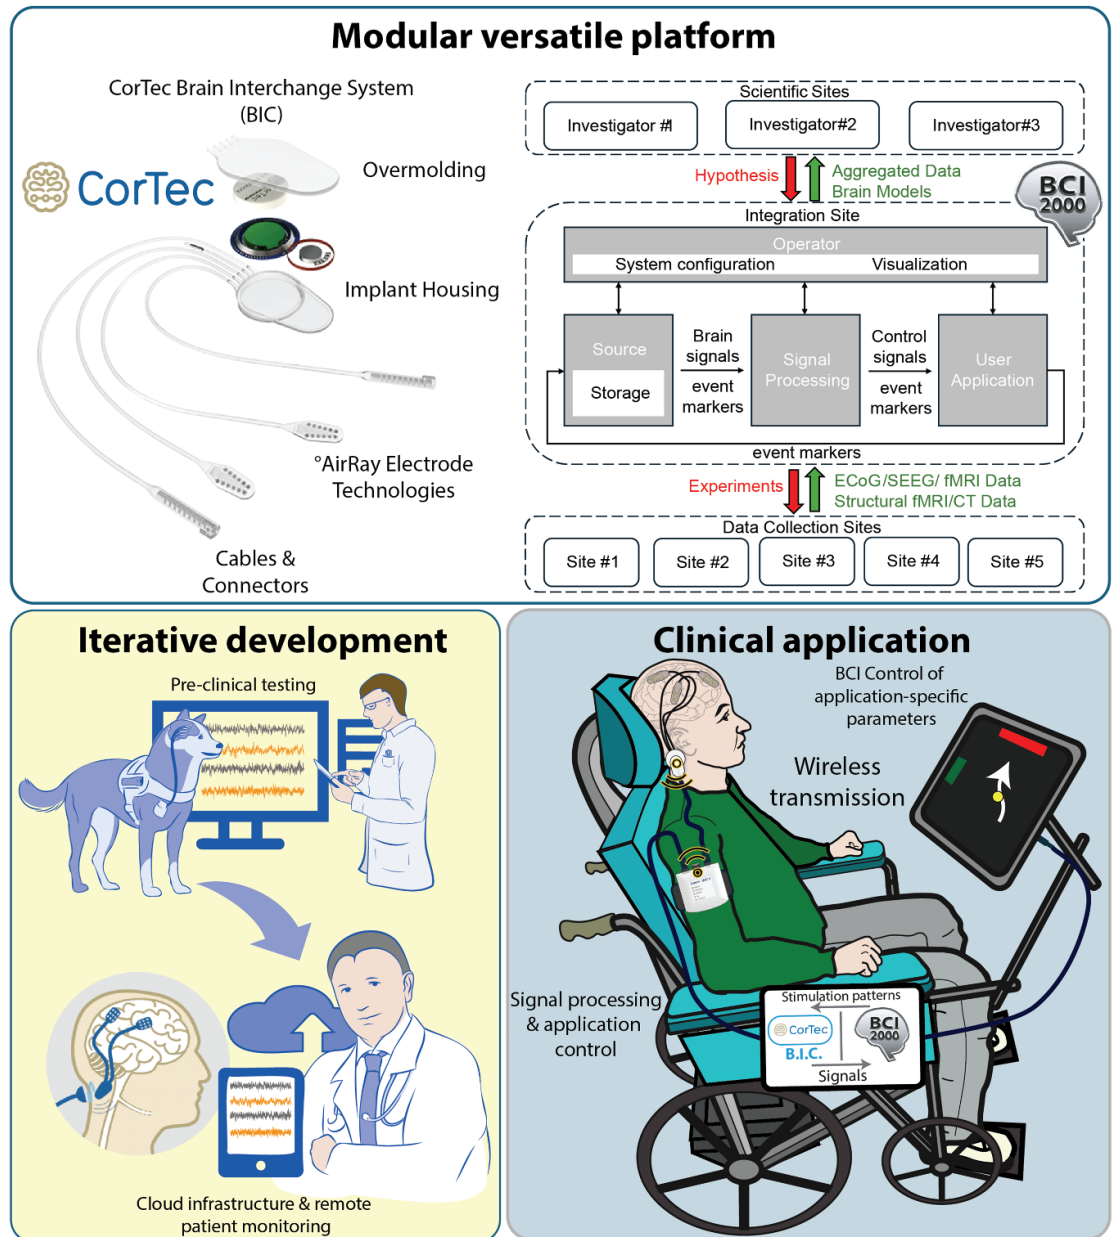 Modular versatile platform
CorTec Brain Interchange System
(BIC)
CorTec
Overmolding
Implant Housing
°AirRay Electrode
Technologies
Cables &
Connectors
Scientific Sites
Investigator #1
Investigator#2
Investigator#3
Hypothesis
Aggregated Data
Brain Models
BCI
2000
Integration Site
Operator
System configuration
Visualization
Source
Storage
Brain
signals
event
markers
Signal
Processing
Control
signals
event
markers
User
Application
event markers
Experiments
ECoG/SEEG/ fMRI Data
Structural fMRI/CT Data
Data Collection Sites
Site #1
Site #2
Site #3
Site #4
Site #5
Iterative development
Pre-clinical testing
Cloud infrastructure & remote
patient monitoring
Clinical application
BCI Control of
application-specific
parameters
Wireless
transmission
Signal processing
& application
control
Stimulation patterns
CorTec
B.I.C.
BCI
2000
Signals